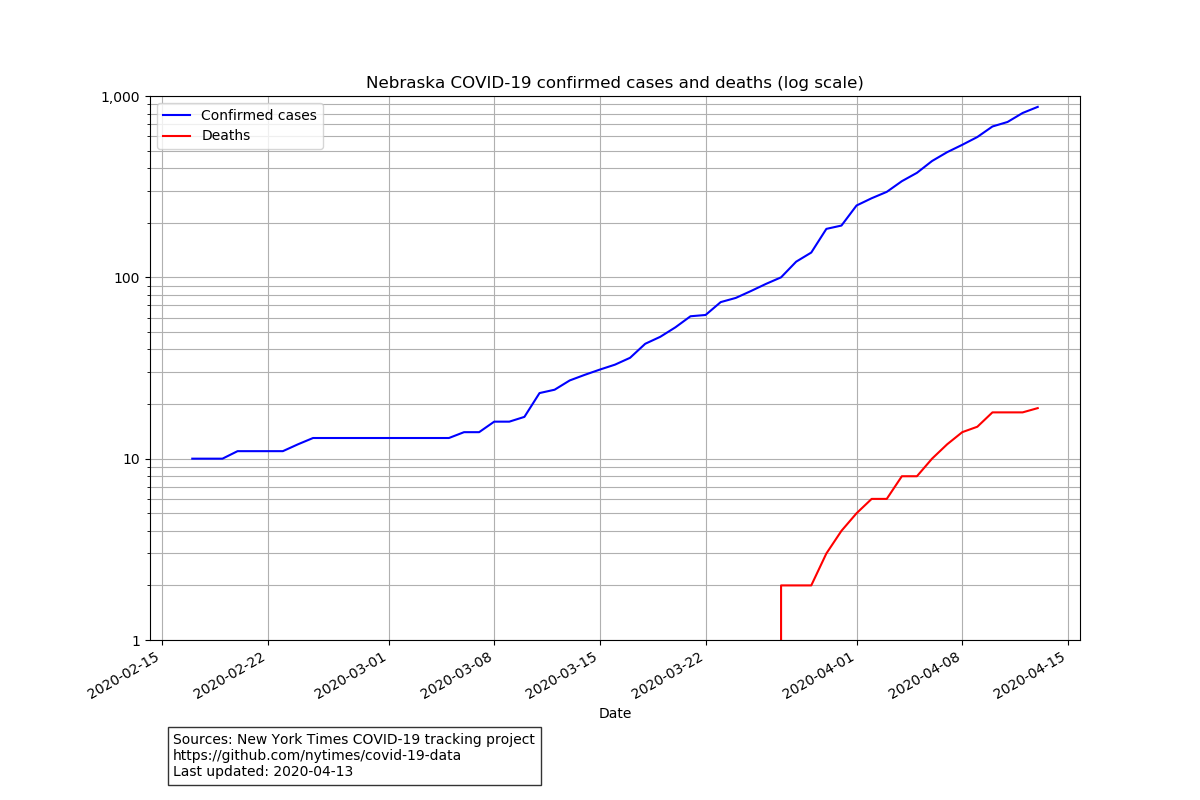 Nebraska COVID-19 confirmed cases and deaths (log scale)
1,000
Confirmed cases
Deaths
100
10
1
2020-02-15
2020-02-22
2020-03-01
2020-03-08
2020-03-15
2020-03-22
2020-04-01
2020-04-08
2020-04-15
Date
Sources: New York Times COVID-19 tracking project
https://github.com/nytimes/covid-19-data
Last updated: 2020-04-13